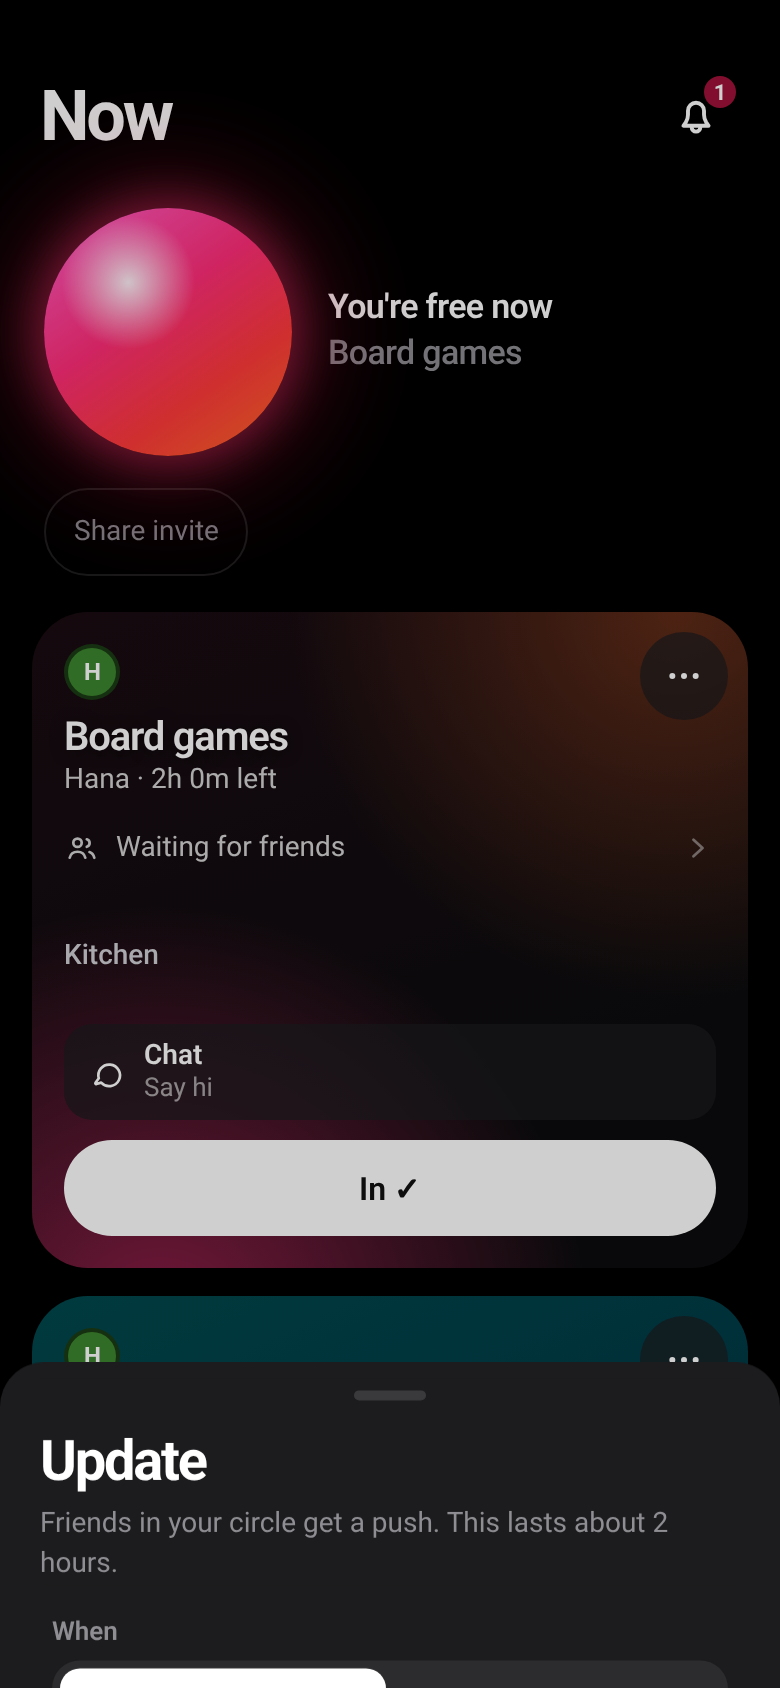 Now
1
You're free now
Board games
Share invite
H
Board games
Hana · 2h 0m left
Waiting for friends
Kitchen
Chat
Say hi
In ✓
H
Update
Friends in your circle get a push. This lasts about 2
hours.
When